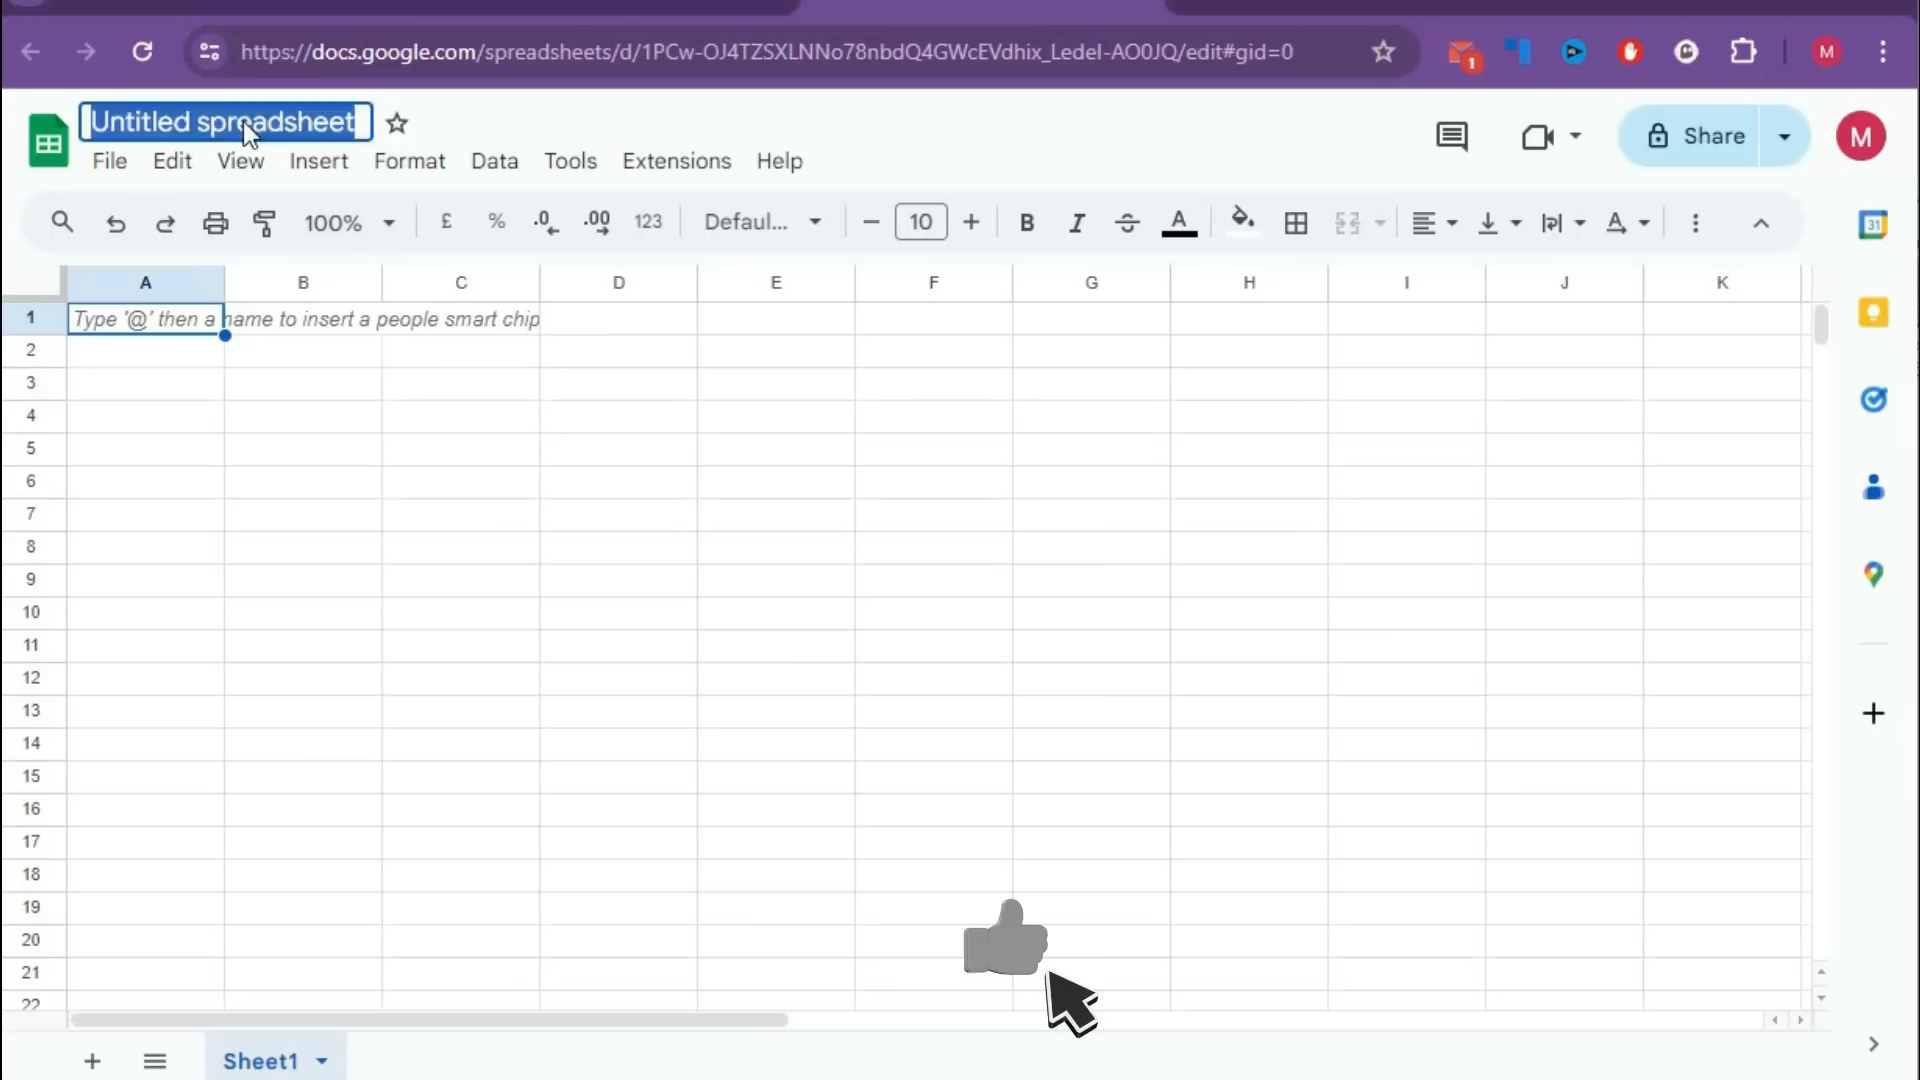 https://docs.google.com/spreadsheets/d/1PCw-OJ4TZSXLNNo78nbdQ4GWcEVdhix_Ledel-AO0JQ/edit#gid=0
1
M
Untitled spreadsheet
File Edit View Insert Format Data Tools Extensions Help
Share
M
100% £ % .0 .00 123 Defaul... 10 B I A A
31
A B C D E F G H I J K
1 Type '@' then a name to insert a people smart chip
2
3
4
5
6
7
8
9
10
11
12
13
14
15
16
17
18
19
20
21
22
Sheet1